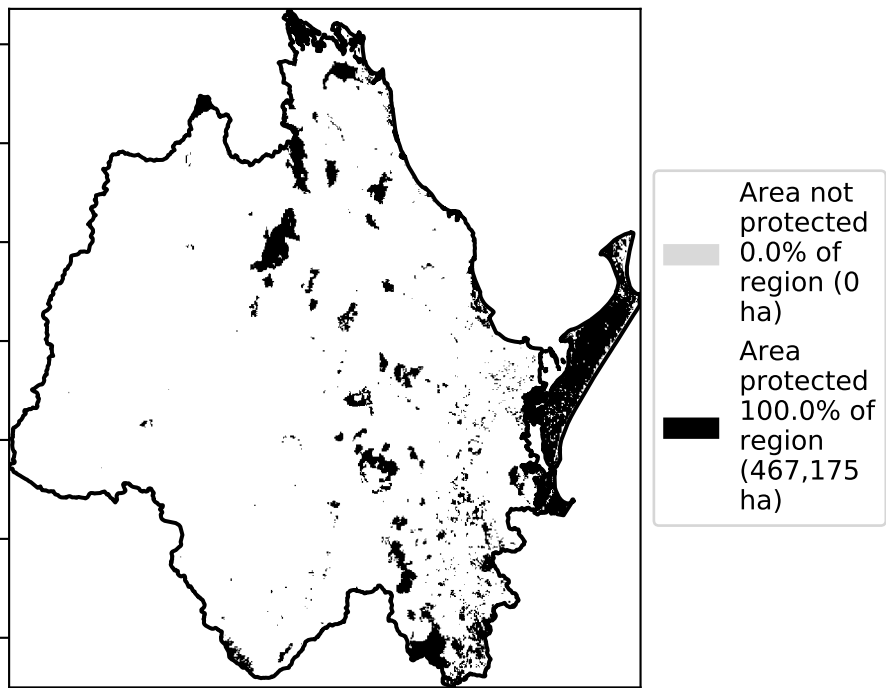 Area not
protected
0.0% of
region (0
ha)
Area
protected
100.0% of
region
(467,175
ha)